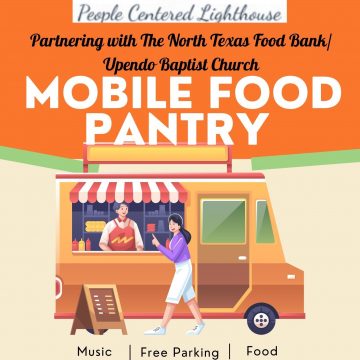 People Centered Lighthouse
Partnering with The North Texas Food Bank/
Upendo Baptist Church
MOBILE FOOD
PANTRY
Music | Free Parking | Food